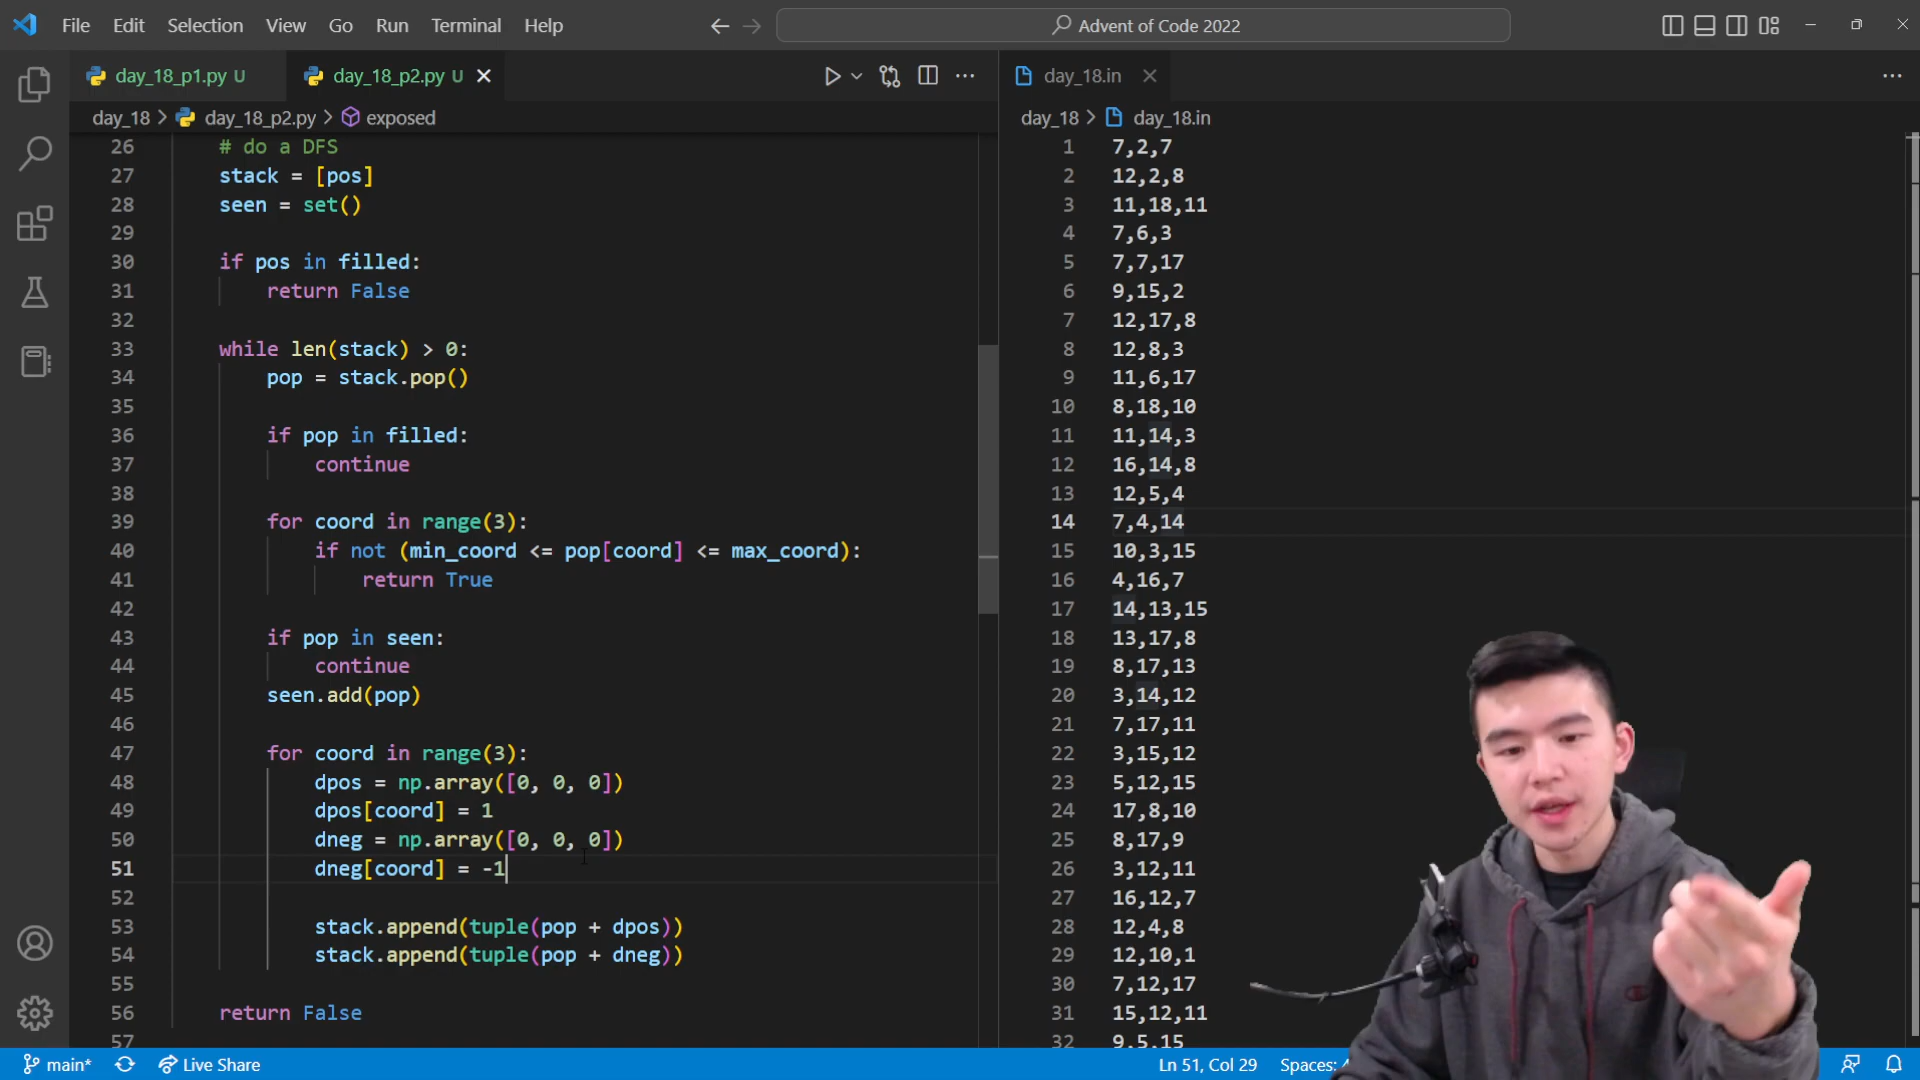 File Edit Selection View Go Run Terminal Help
Advent of Code 2022
day_18_p1.py U
day_18_p2.py U
day_18 > day_18_p2.py > exposed
26 # do a DFS
27 stack = [pos]
28 seen = set()
29
30 if pos in filled:
31 return False
32
33 while len(stack) > 0:
34 pop = stack.pop()
35
36 if pop in filled:
37 continue
38
39 for coord in range(3):
40 if not (min_coord <= pop[coord] <= max_coord):
41 return True
42
43 if pop in seen:
44 continue
45 seen.add(pop)
46
47 for coord in range(3):
48 dpos = np.array([0, 0, 0])
49 dpos[coord] = 1
50 dneg = np.array([0, 0, 0])
51 dneg[coord] = -1
52
53 stack.append(tuple(pop + dpos))
54 stack.append(tuple(pop + dneg))
55
56 return False
57
day_18.in
day_18 > day_18.in
1 7,2,7
2 12,2,8
3 11,18,11
4 7,6,3
5 7,7,17
6 9,15,2
7 12,17,8
8 12,8,3
9 11,6,17
10 8,18,10
11 11,14,3
12 16,14,8
13 12,5,4
14 7,4,14
15 10,3,15
16 4,16,7
17 14,13,15
18 13,17,8
19 8,17,13
20 3,14,12
21 7,17,11
22 3,15,12
23 5,12,15
24 17,8,10
25 8,17,9
26 3,12,11
27 16,12,7
28 12,4,8
29 12,10,1
30 7,12,17
31 15,12,11
32 9,5,15
main* Live Share
Ln 51, Col 29 Spaces: